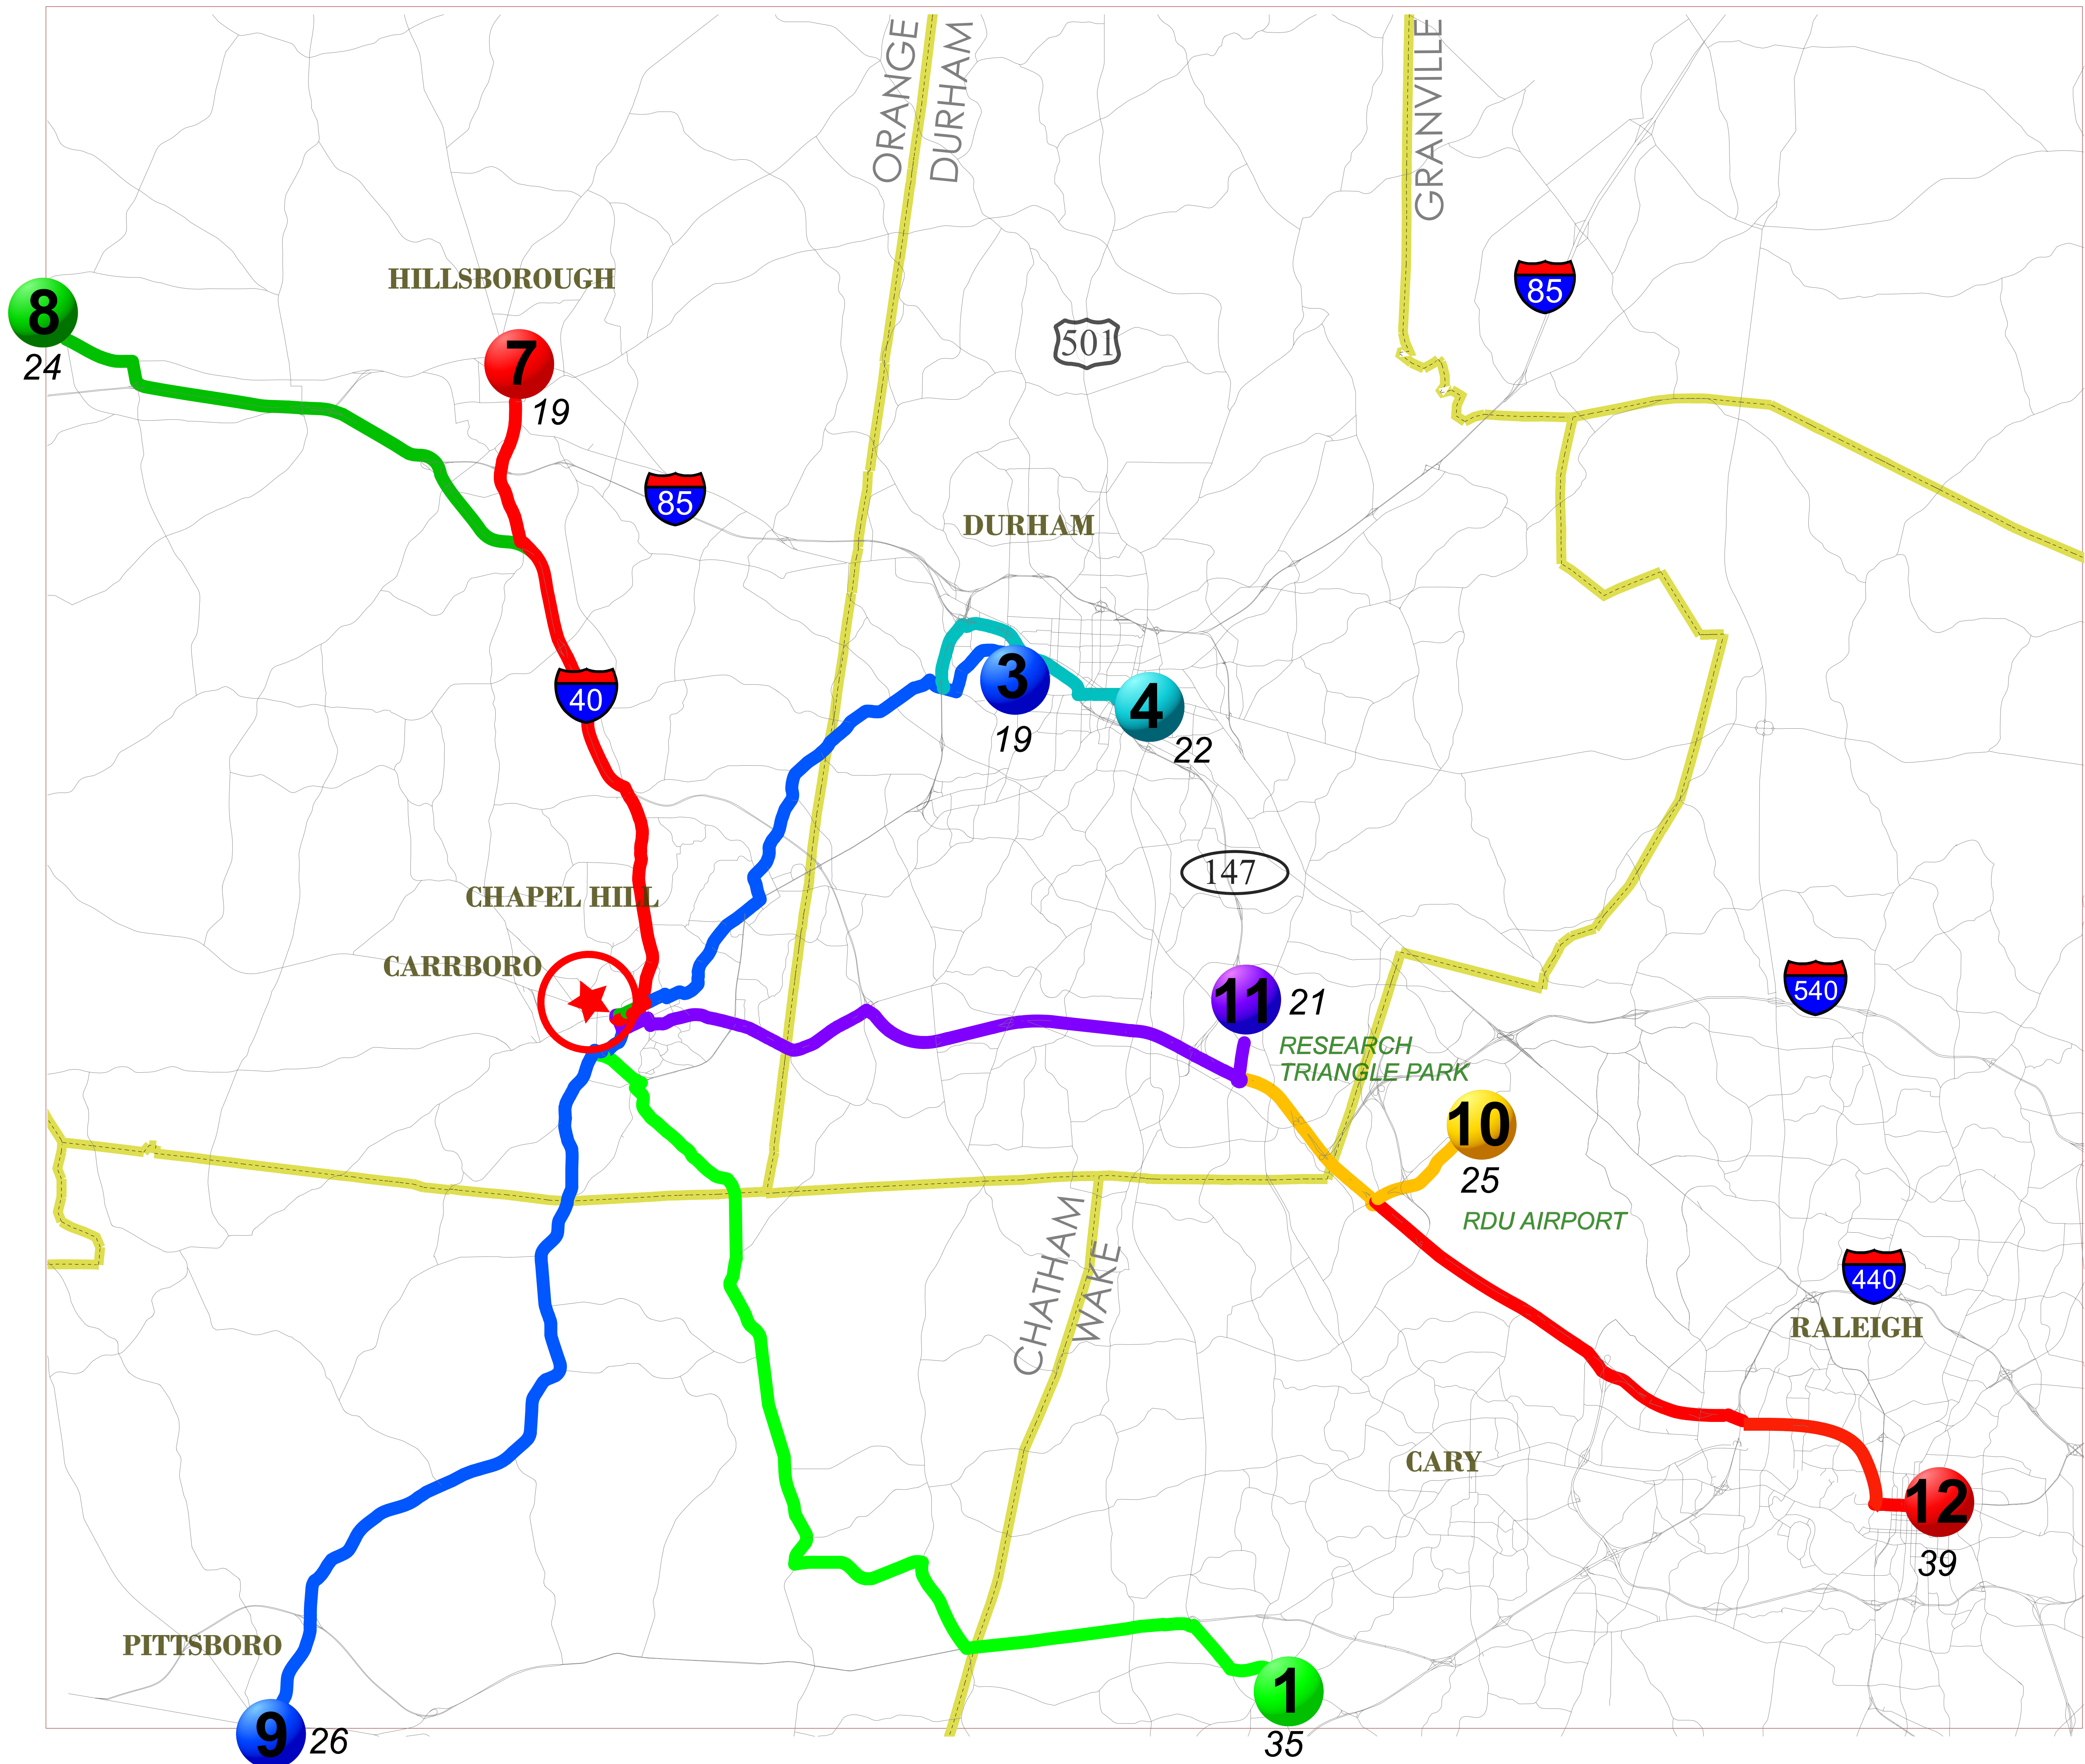 ORANGE
DURHAM
GRANVILLE
HILLSBOROUGH
85
8
24
7
19
501
85
DURHAM
3
19
4
22
40
147
CHAPEL HILL
CARRBORO
540
11
21
RESEARCH
TRIANGLE PARK
10
25
RDU AIRPORT
CHATHAM
WAKE
440
RALEIGH
CARY
12
39
PITTSBORO
9
26
1
35